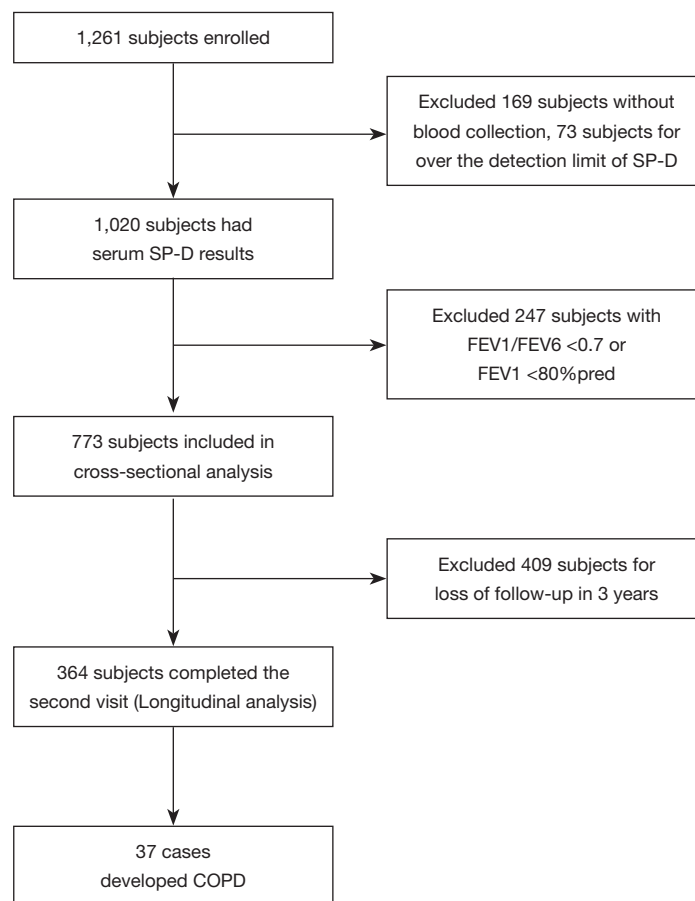 1,261 subjects enrolled
Excluded 169 subjects without
blood collection, 73 subjects for
over the detection limit of SP-D
1,020 subjects had
serum SP-D results
Excluded 247 subjects with
FEV1/FEV6 <0.7 or
FEV1 <80%pred
773 subjects included in
cross-sectional analysis
Excluded 409 subjects for
loss of follow-up in 3 years
364 subjects completed the
second visit (Longitudinal analysis)
37 cases
developed COPD